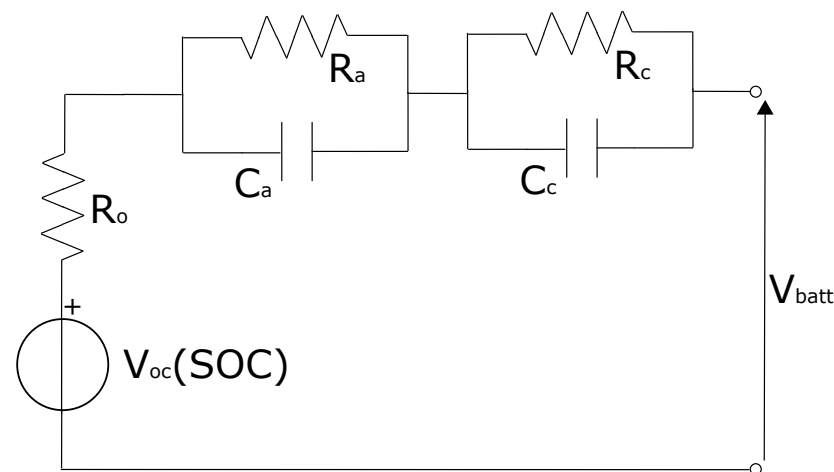 Ra
Rc
Ca
Cc
Ro
Vbatt
+
Voc(SOC)